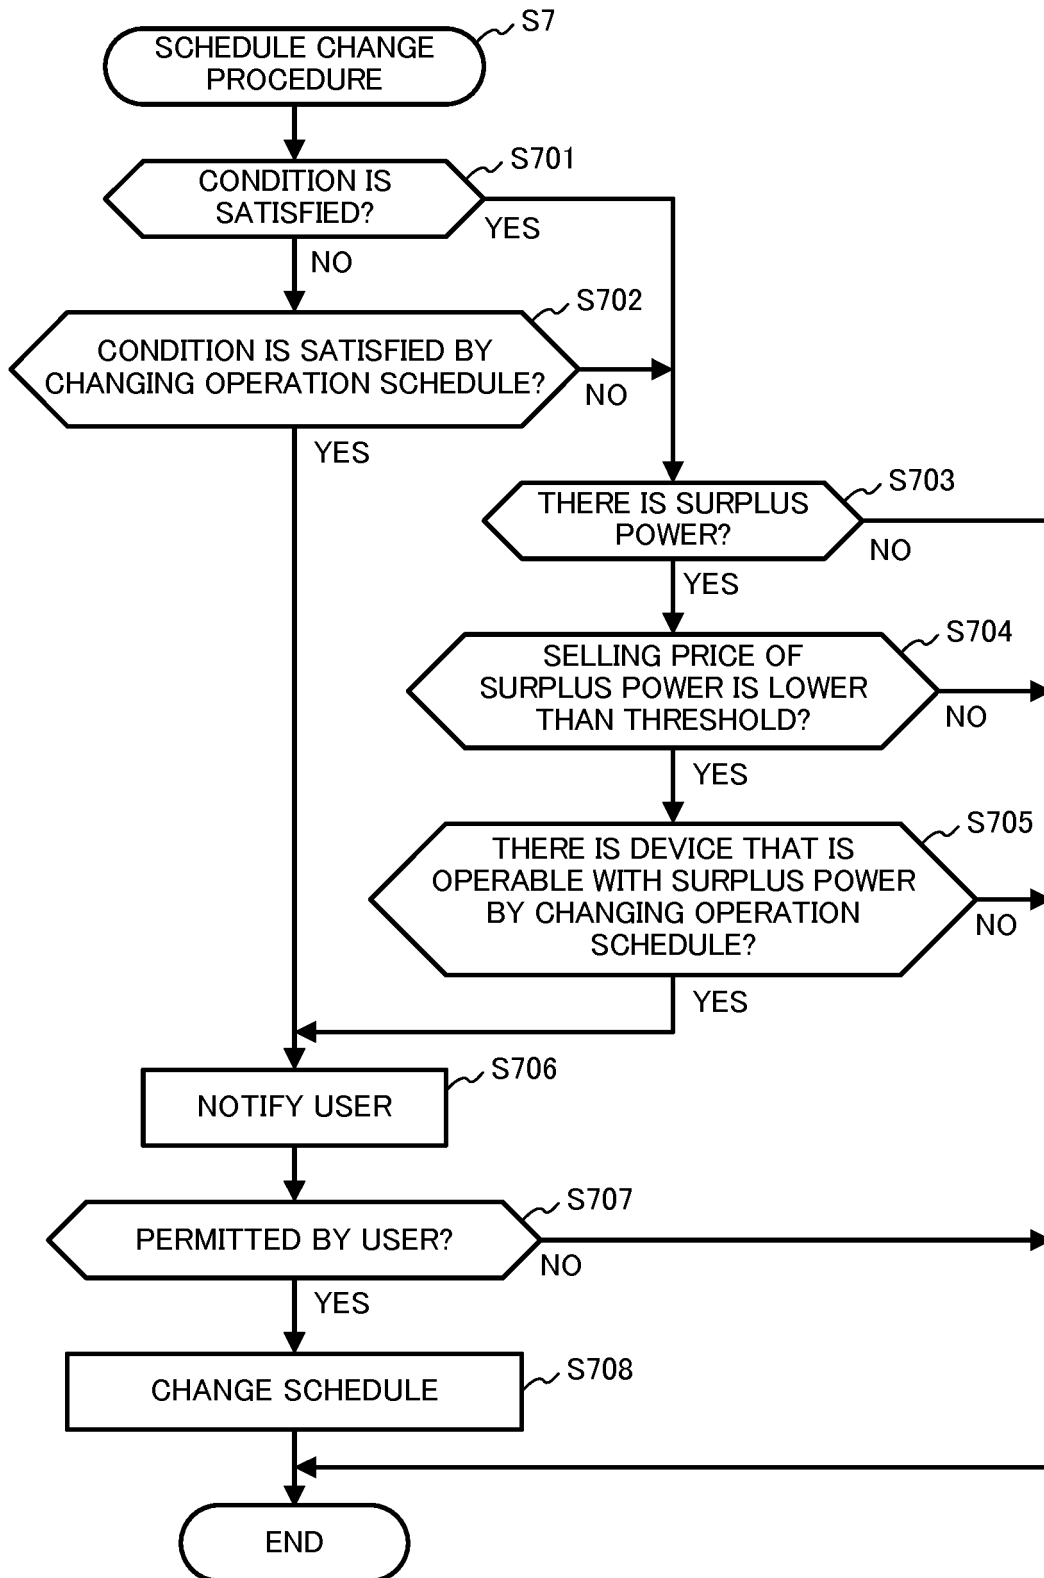 S7
SCHEDULE CHANGE
PROCEDURE
S701
CONDITION IS
SATISFIED?
YES
NO
S702
CONDITION IS SATISFIED BY
CHANGING OPERATION SCHEDULE?
NO
YES
S703
THERE IS SURPLUS
POWER?
NO
YES
S704
SELLING PRICE OF
SURPLUS POWER IS LOWER
THAN THRESHOLD?
NO
YES
S705
THERE IS DEVICE THAT IS
OPERABLE WITH SURPLUS POWER
BY CHANGING OPERATION
SCHEDULE?
NO
YES
S706
NOTIFY USER
S707
PERMITTED BY USER?
NO
YES
S708
CHANGE SCHEDULE
END